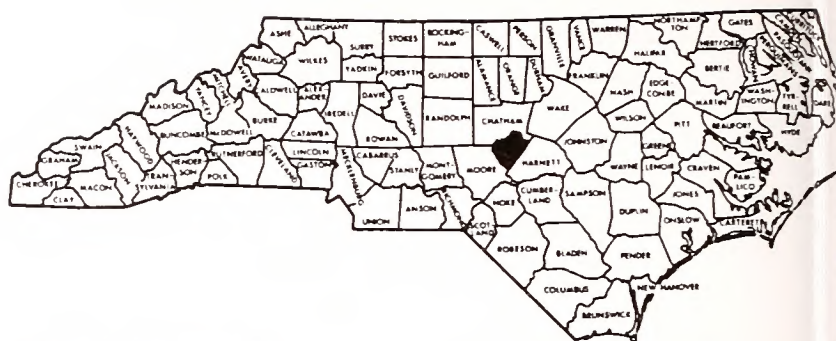 ASHE
ALLEGHANY
SURRY
STOKES
ROCKING-
HAM
CASWELL
PERSON
GRANVILLE
VANCE
WARREN
NORTHAMP
TON
GATES
HERTFORD
HALIFAX
WATAUGA
WILKES
YADKIN
FORSYTH
GUILFORD
ALAMANCE
ORANGE
DURHAM
FRANKLIN
BERTIE
MITCHELL
AVERY
CALDWELL
ALEX-
ANDER
IREDELL
DAVIE
DAVIDSON
RANDOLPH
CHATHAM
WAKE
NASH
EDGE
COMBE
MARTIN
WASH-
INGTON
TY-
RRELL
DARE
MADISON
YANCEY
BURKE
CATAWBA
ROWAN
WILSON
PITT
BEAUFORT
HYDE
SWAIN
HAYWOOD
BUNCOMBE
McDOWELL
JOHNSTON
GREENE
GRAHAM
JACKSON
HENDER-
SON
RUTHERFORD
CLEVELAND
LINCOLN
GASTON
MECKLENBURG
CABARRUS
STANLY
MONT-
GOMERY
MOORE
HARNETT
WAYNE
LENOIR
CRAVEN
PAM-
LICO
CHEROKEE
MACON
CLAY
TRAN-
SYLVANIA
POLK
UNION
ANSON
RICHMOND
HOKE
CUMBER-
LAND
SAMPSON
DUPLIN
JONES
CARTERET
ONSLOW
SCOT-
LAND
ROBESON
BLADEN
PENDER
COLUMBUS
NEW HANOVER
BRUNSWICK